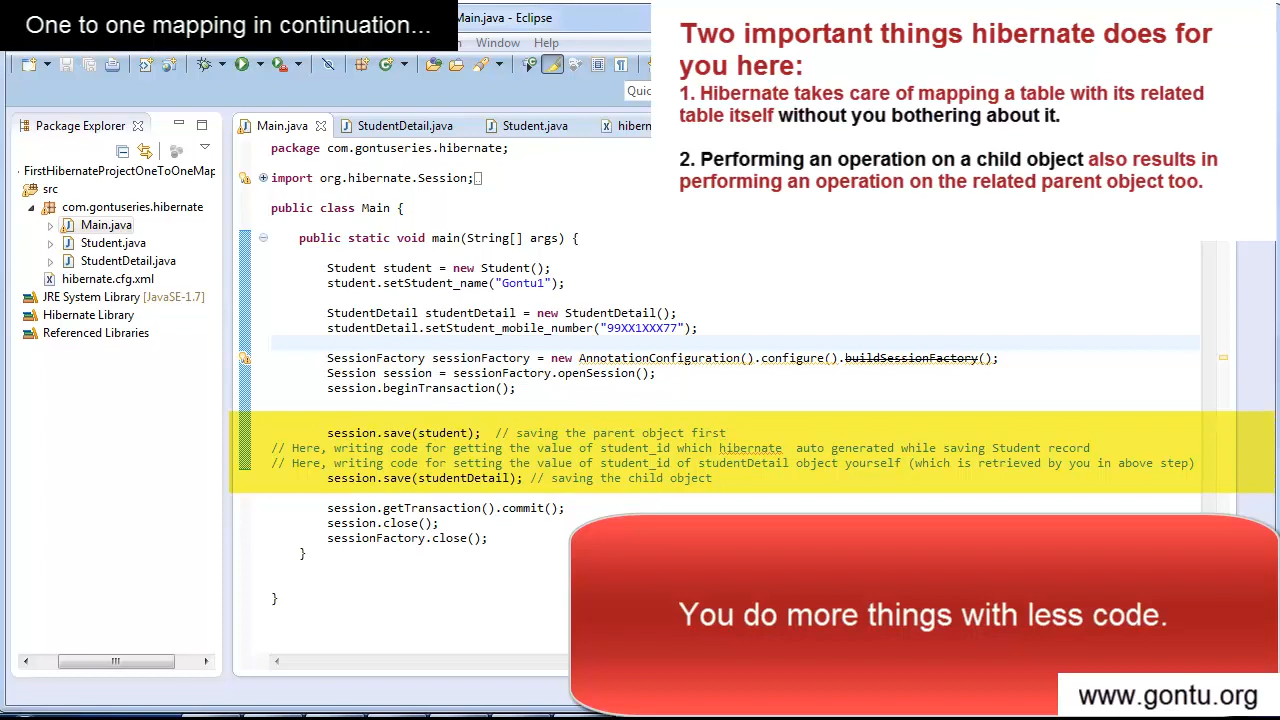 One to one mapping in continuation...
Main.java - Eclipse
Two important things hibernate does for
you here:
1. Hibernate takes care of mapping a table with its related
table itself without you bothering about it.
2. Performing an operation on a child object also results in
performing an operation on the related parent object too.
Window Help
Quic
Package Explorer
Main.java
StudentDetail.java
Student.java
hibern
FirstHibernateProjectOneToOneMap
src
com.gontuseries.hibernate
Main.java
Student.java
StudentDetail.java
hibernate.cfg.xml
JRE System Library [JavaSE-1.7]
Hibernate Library
Referenced Libraries
package com.gontuseries.hibernate;
import org.hibernate.Session;
public class Main {
public static void main(String[] args) {
Student student = new Student();
student.setStudent_name("Gontu1");
StudentDetail studentDetail = new StudentDetail();
studentDetail.setStudent_mobile_number("99XX1XXX77");
SessionFactory sessionFactory = new AnnotationConfiguration().configure().buildSessionFactory();
Session session = sessionFactory.openSession();
session.beginTransaction();
session.save(student); // saving the parent object first
// Here, writing code for getting the value of student_id which hibernate auto generated while saving Student record
// Here, writing code for setting the value of student_id of studentDetail object yourself (which is retrieved by you in above step)
session.save(studentDetail); // saving the child object
session.getTransaction().commit();
session.close();
sessionFactory.close();
}
}
You do more things with less code.
www.gontu.org